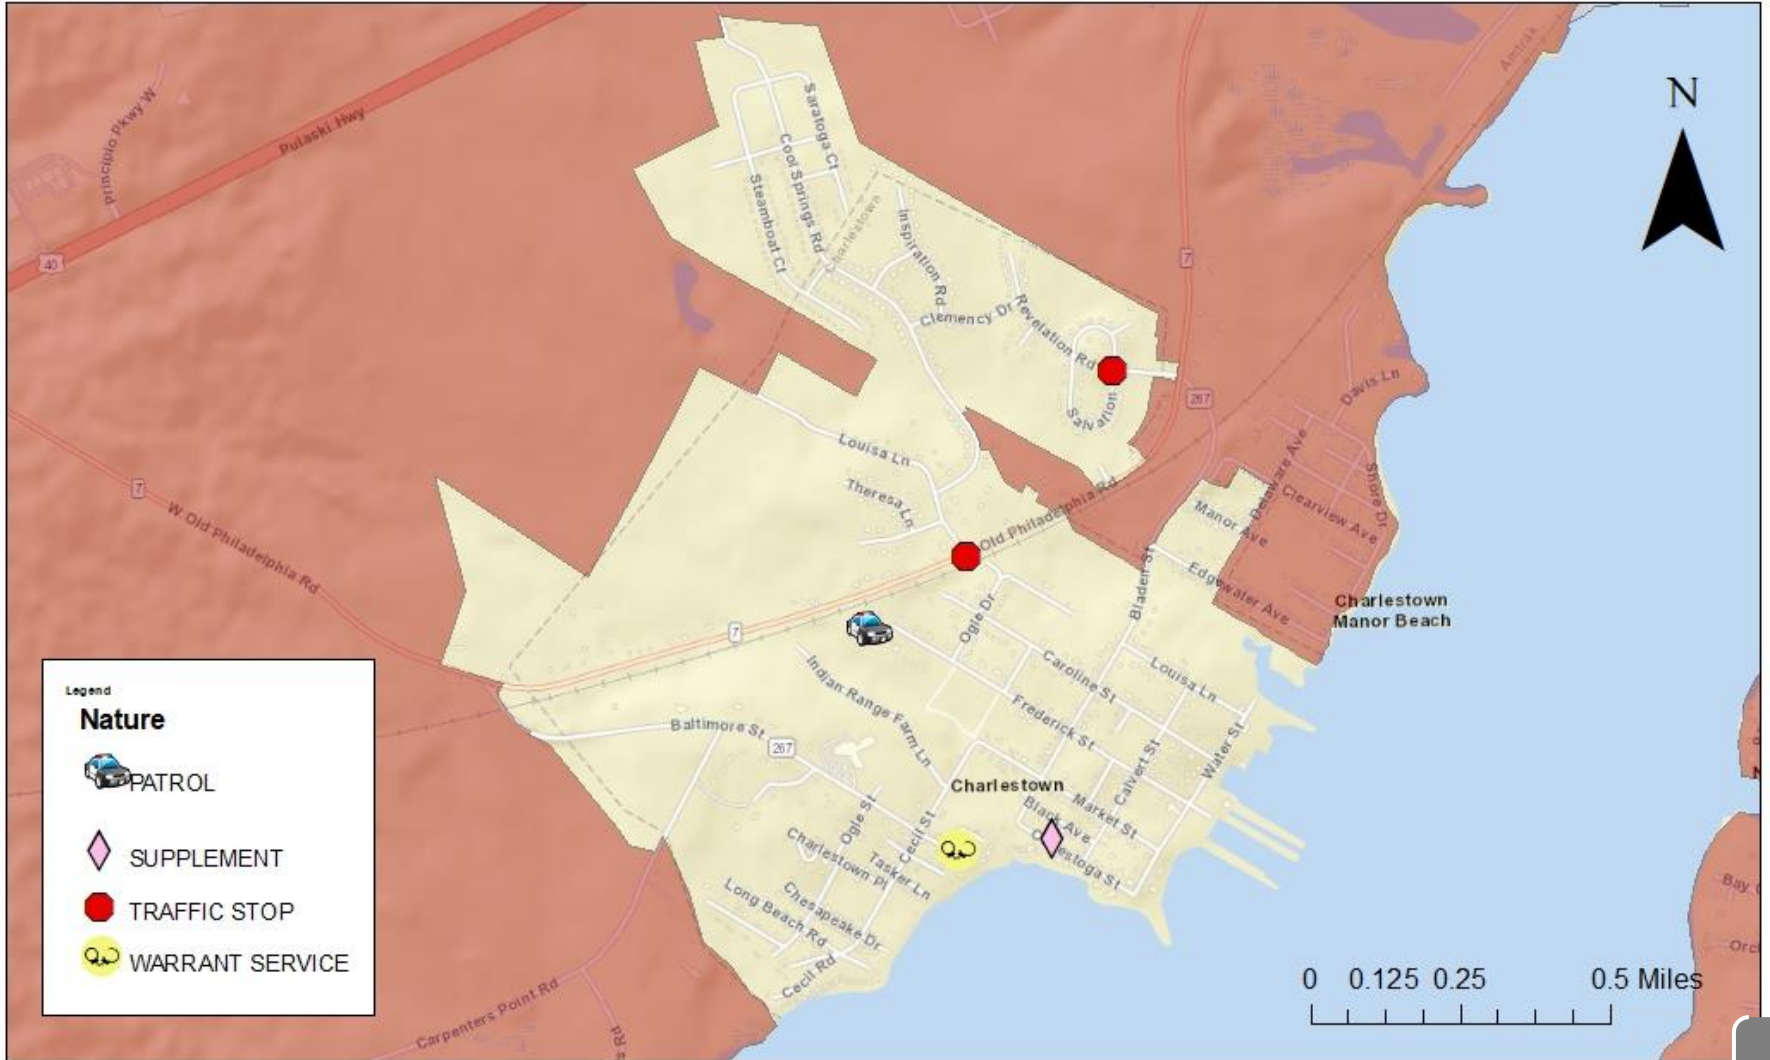 Amtrak
Principio Pkwy W
Pulaski Hwy
N
Saratoga Ct
Cool Springs Rd
Steamboat Ct
Charlestown
Inspiration Rd
40
7
Clemency Dr
Revelation Rd
267
Davis Ln
Salvation
Louisa Ln
Delaware Ave
Shore Dr
Theresa Ln
7
Clearview Ave
W Old Philadelphia Rd
Old Philadelphia Rd
Manor Ave
Bladen St
Edgewater Ave
Charlestown
Manor Beach
Ogle Dr
7
Caroline St
Louisa Ln
Indian Range Farm Ln
Frederick St
Baltimore St
267
Water St
Calvert St
Charlestown
Market St
Black Ave
Ogle St
Cecil St
Charlestown Pl
Tasker Ln
Long Beach Rd
Chesapeake Dr
Cecil Rd
Carpenters Point Rd
Legend
Nature
PATROL
SUPPLEMENT
TRAFFIC STOP
WARRANT SERVICE
0 0.125 0.25 0.5 Miles